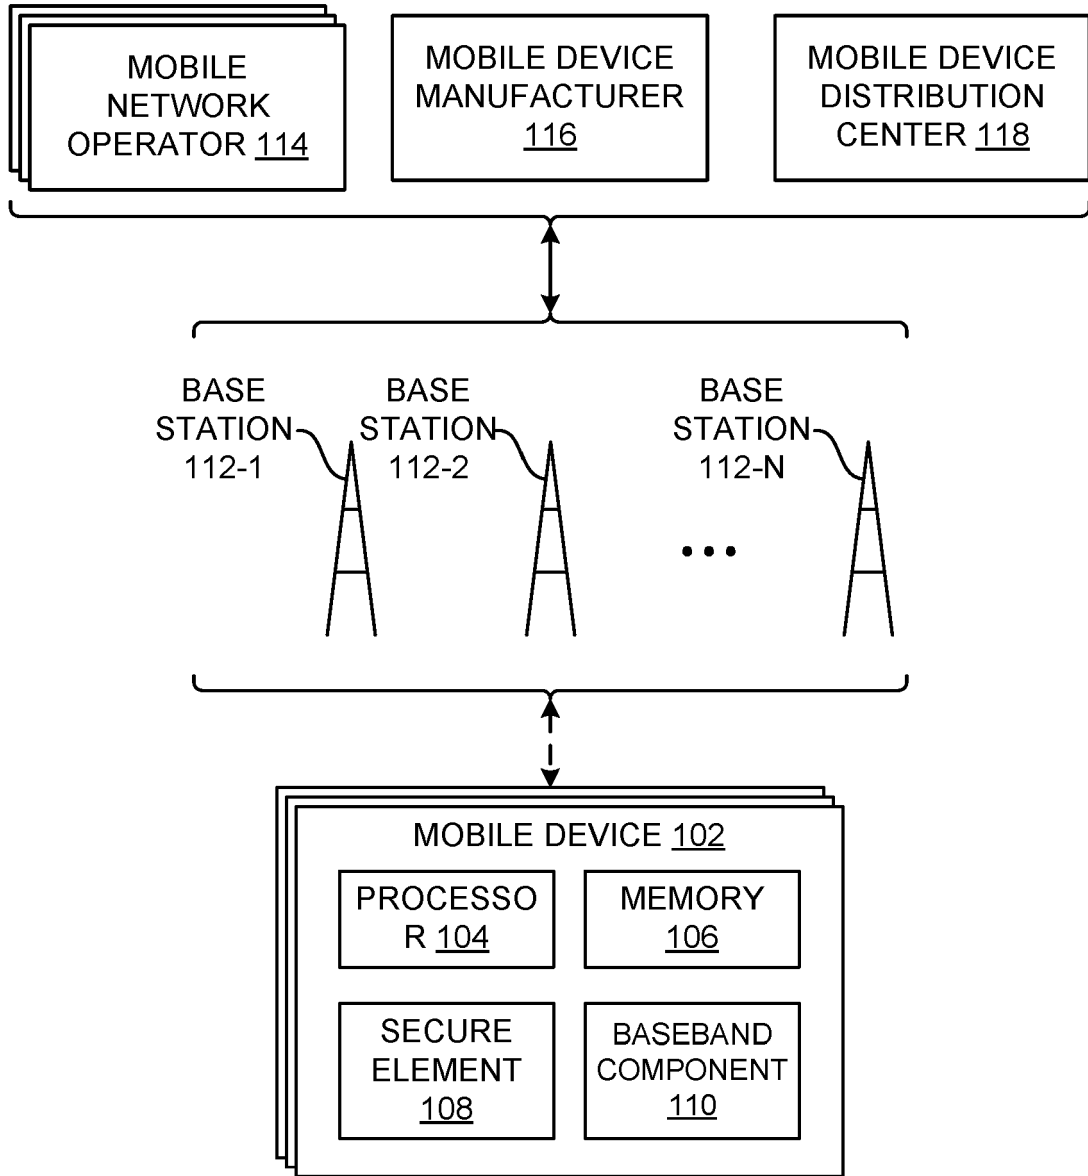 MOBILE
NETWORK
OPERATOR 114
MOBILE DEVICE
MANUFACTURER
116
MOBILE DEVICE
DISTRIBUTION
CENTER 118
BASE
STATION
112-1
BASE
STATION
112-2
BASE
STATION
112-N
MOBILE DEVICE 102
PROCESSO
R 104
MEMORY
106
SECURE
ELEMENT
108
BASEBAND
COMPONENT
110